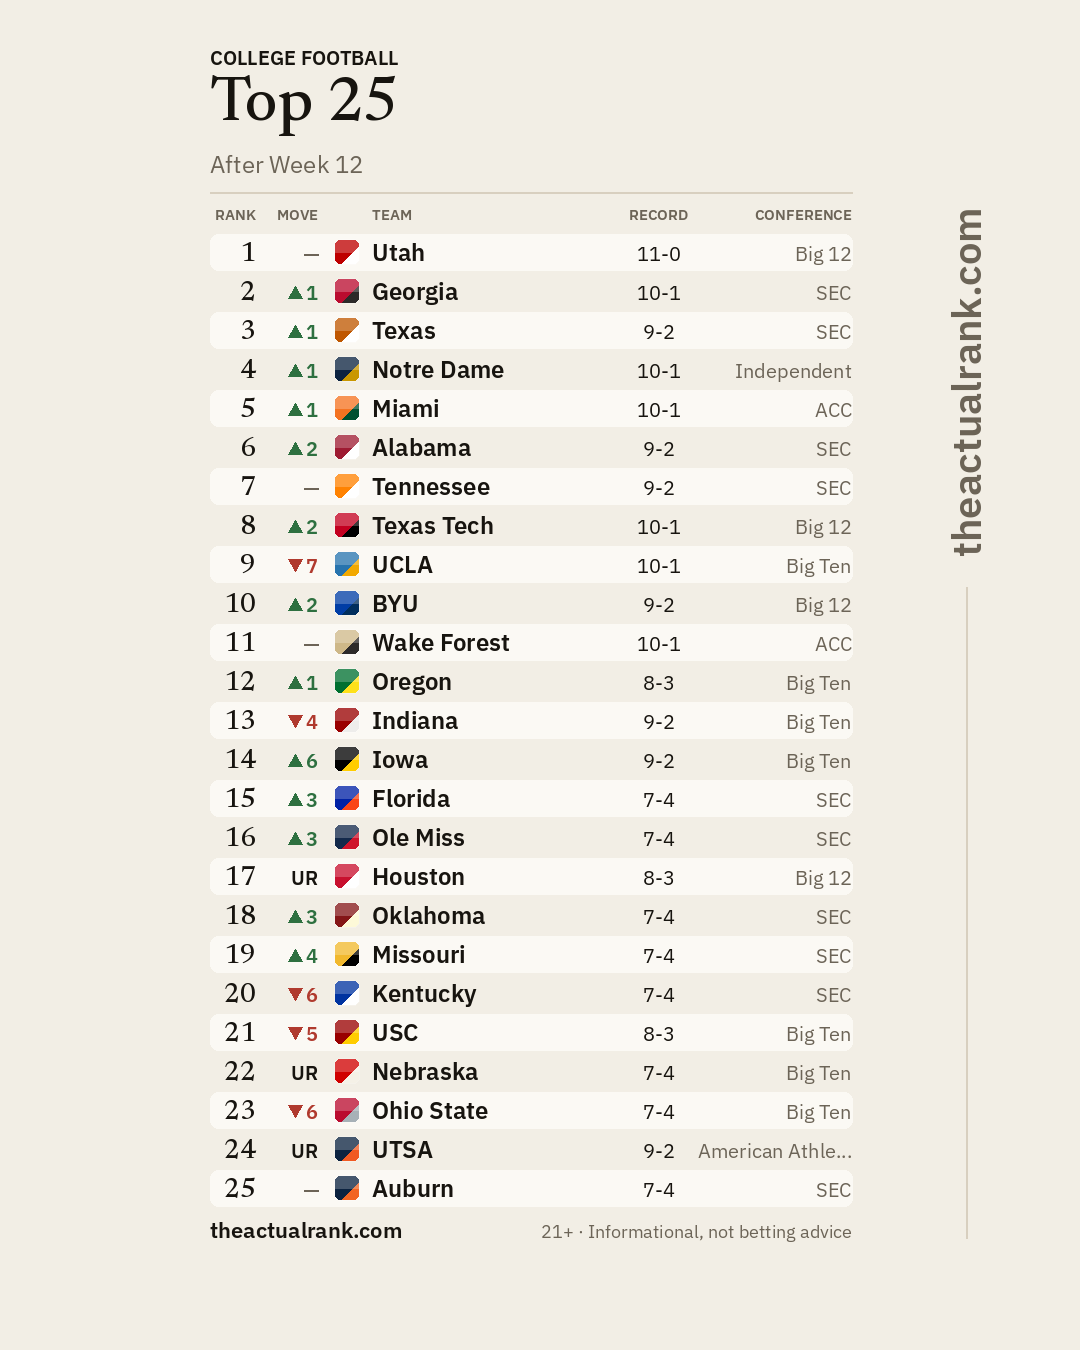 COLLEGE FOOTBALL
Top 25
After Week 12
RANK MOVE TEAM RECORD CONFERENCE
1 — Utah 11-0 Big 12
2 ▲1 Georgia 10-1 SEC
3 ▲1 Texas 9-2 SEC
4 ▲1 Notre Dame 10-1 Independent
5 ▲1 Miami 10-1 ACC
6 ▲2 Alabama 9-2 SEC
7 — Tennessee 9-2 SEC
8 ▲2 Texas Tech 10-1 Big 12
9 ▼7 UCLA 10-1 Big Ten
10 ▲2 BYU 9-2 Big 12
11 — Wake Forest 10-1 ACC
12 ▲1 Oregon 8-3 Big Ten
13 ▼4 Indiana 9-2 Big Ten
14 ▲6 Iowa 9-2 Big Ten
15 ▲3 Florida 7-4 SEC
16 ▲3 Ole Miss 7-4 SEC
17 UR Houston 8-3 Big 12
18 ▲3 Oklahoma 7-4 SEC
19 ▲4 Missouri 7-4 SEC
20 ▼6 Kentucky 7-4 SEC
21 ▼5 USC 8-3 Big Ten
22 UR Nebraska 7-4 Big Ten
23 ▼6 Ohio State 7-4 Big Ten
24 UR UTSA 9-2 American Athle...
25 — Auburn 7-4 SEC
theactualrank.com 21+ · Informational, not betting advice
theactualrank.com